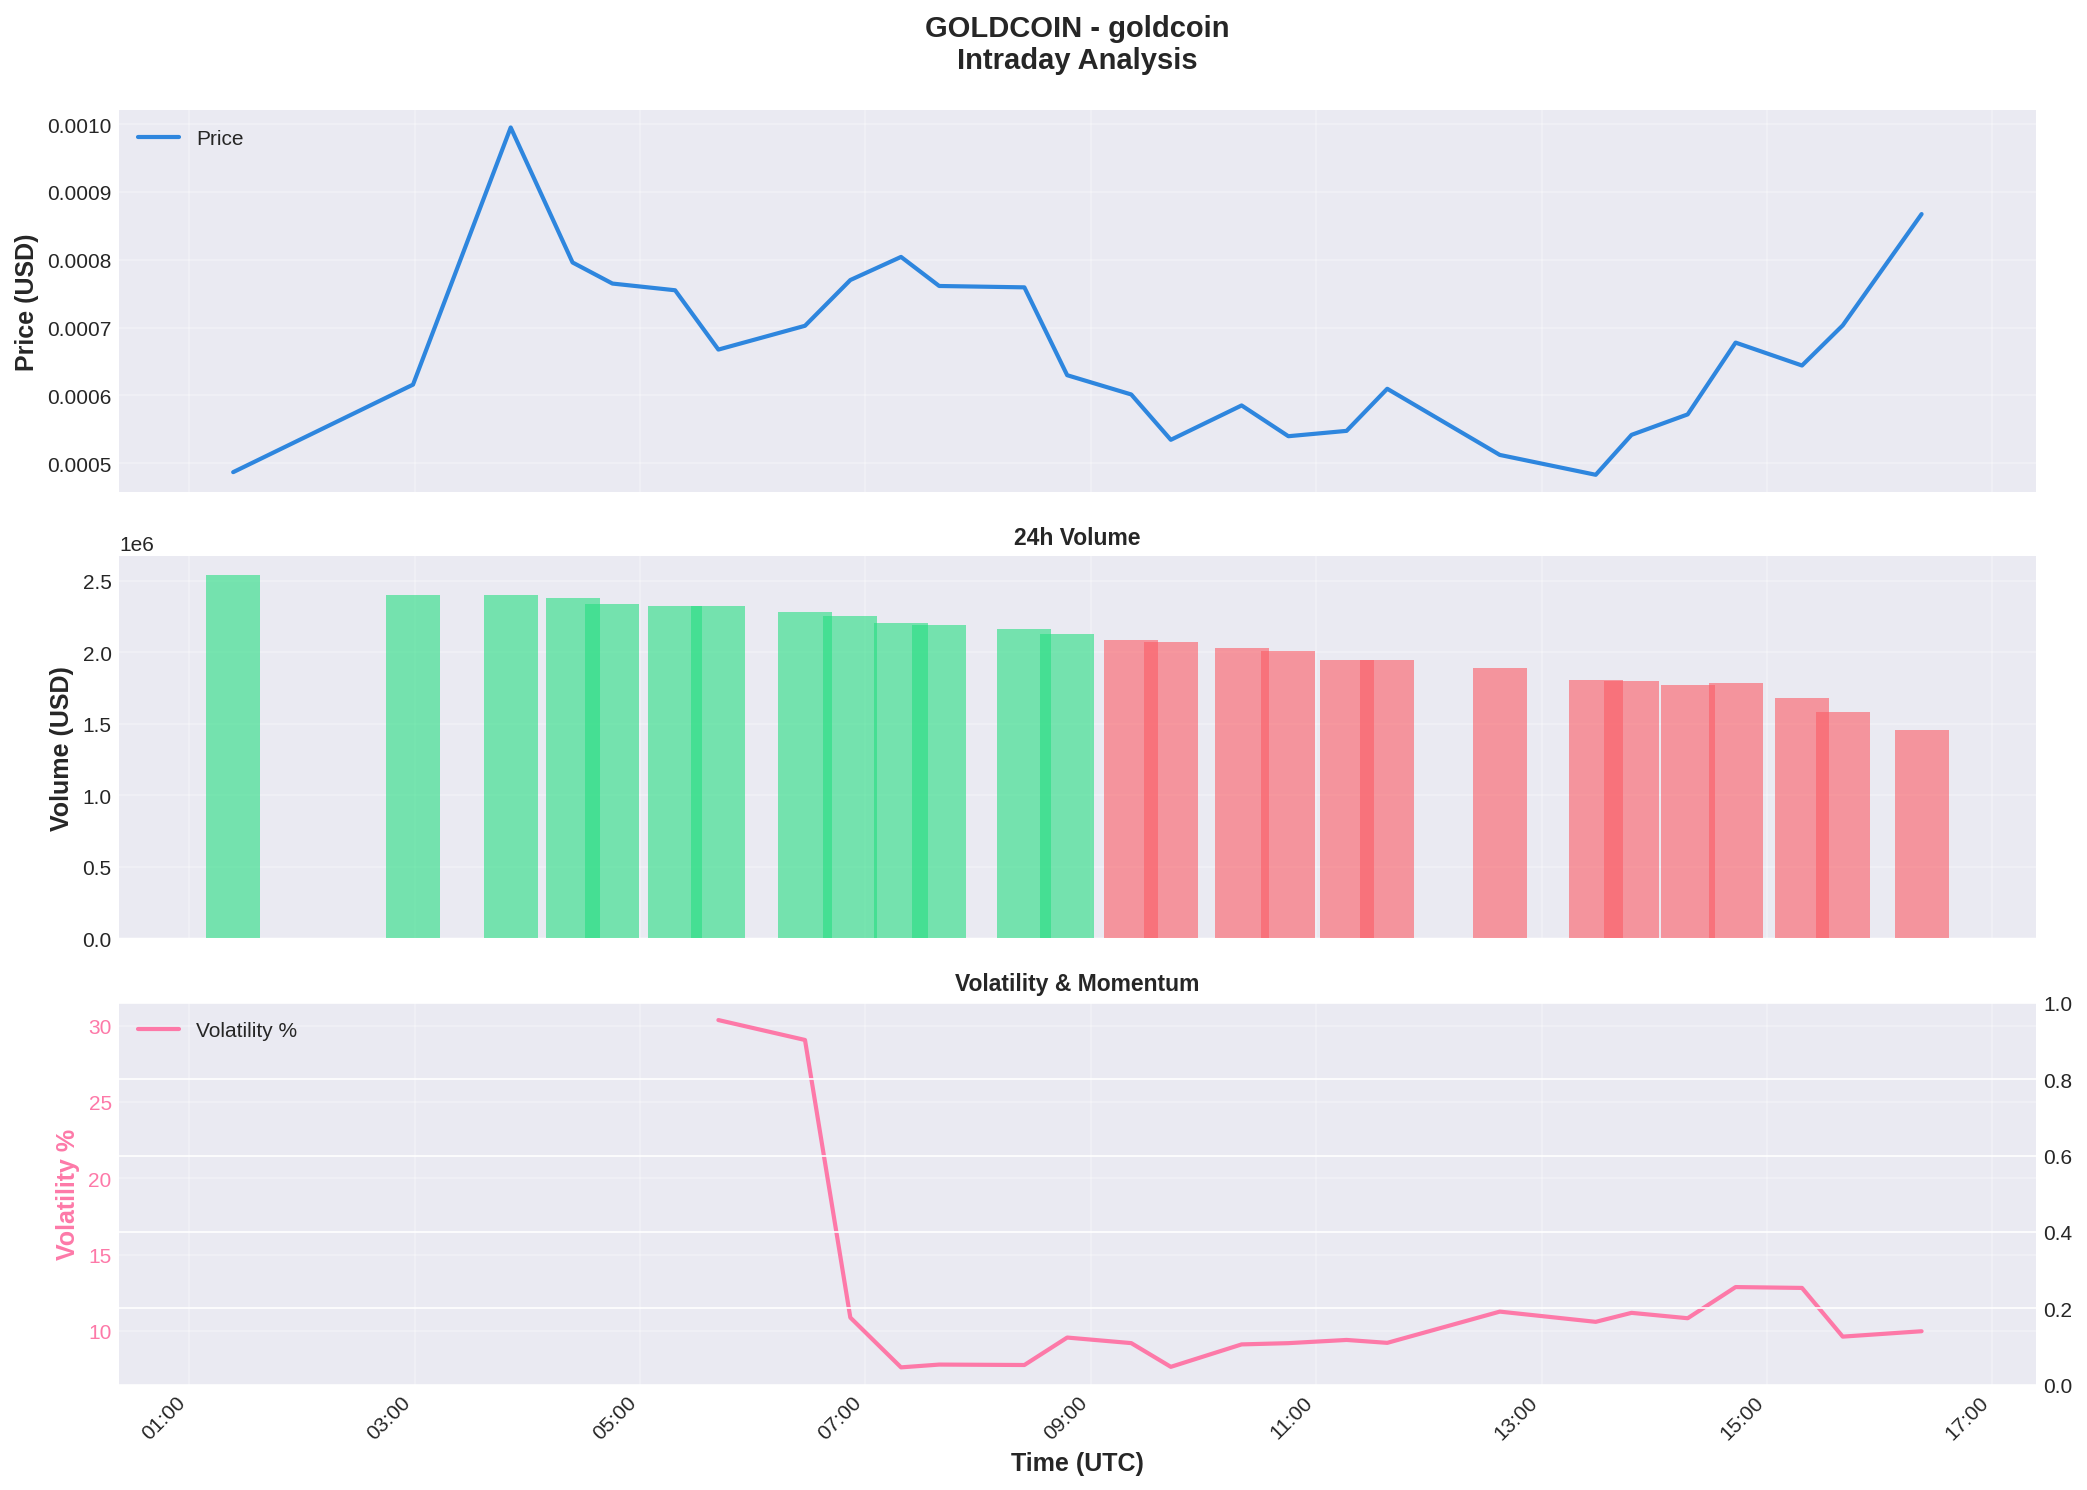 GOLDCOIN - goldcoin
Intraday Analysis
Price
Price (USD)
0.0010
0.0009
0.0008
0.0007
0.0006
0.0005
24h Volume
1e6
Volume (USD)
2.5
2.0
1.5
1.0
0.5
0.0
Volatility & Momentum
Volatility %
Volatility %
30
25
20
15
10
1.0
0.8
0.6
0.4
0.2
0.0
01:00
03:00
05:00
07:00
09:00
11:00
13:00
15:00
17:00
Time (UTC)